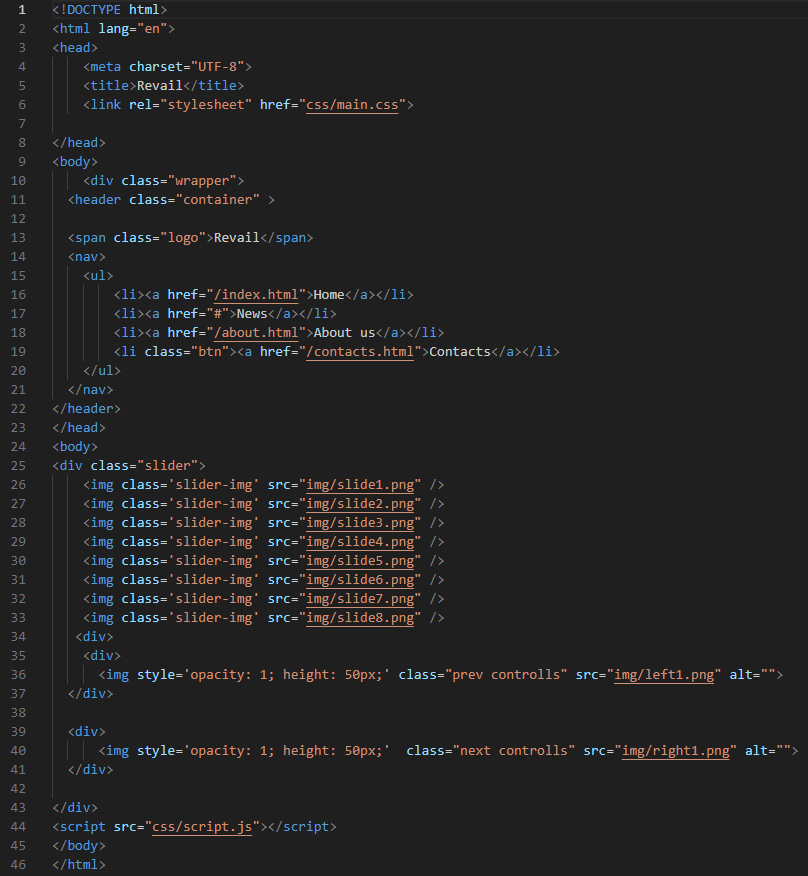 1 <!DOCTYPE html>
2 <html lang="en">
3 <head>
4     <meta charset="UTF-8">
5     <title>Revail</title>
6     <link rel="stylesheet" href="css/main.css">
7
8 </head>
9 <body>
10     <div class="wrapper">
11   <header class="container" >
12
13   <span class="logo">Revail</span>
14   <nav>
15     <ul>
16         <li><a href="/index.html">Home</a></li>
17         <li><a href="#">News</a></li>
18         <li><a href="/about.html">About us</a></li>
19         <li class="btn"><a href="/contacts.html">Contacts</a></li>
20     </ul>
21   </nav>
22 </header>
23 </head>
24 <body>
25 <div class="slider">
26     <img class='slider-img' src="img/slide1.png" />
27     <img class='slider-img' src="img/slide2.png" />
28     <img class='slider-img' src="img/slide3.png" />
29     <img class='slider-img' src="img/slide4.png" />
30     <img class='slider-img' src="img/slide5.png" />
31     <img class='slider-img' src="img/slide6.png" />
32     <img class='slider-img' src="img/slide7.png" />
33     <img class='slider-img' src="img/slide8.png" />
34    <div>
35     <div>
36       <img style='opacity: 1; height: 50px;' class="prev controlls" src="img/left1.png" alt="">
37   </div>
38
39   <div>
40       <img style='opacity: 1; height: 50px;'  class="next controlls" src="img/right1.png" alt="">
41   </div>
42
43 </div>
44 <script src="css/script.js"></script>
45 </body>
46 </html>